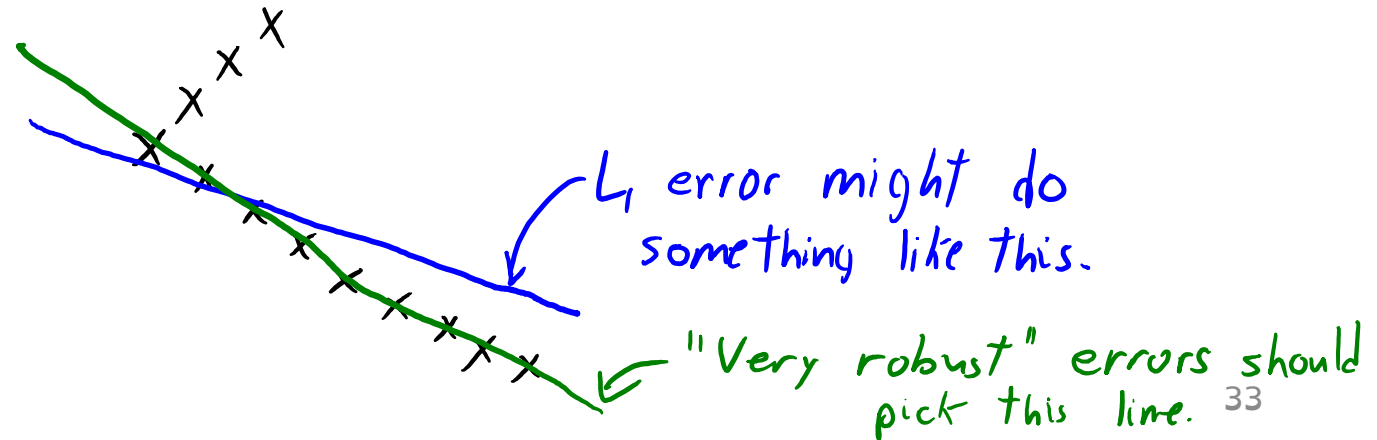 L₁ error might do
something like this.
"Very robust" errors should
pick this line. 33